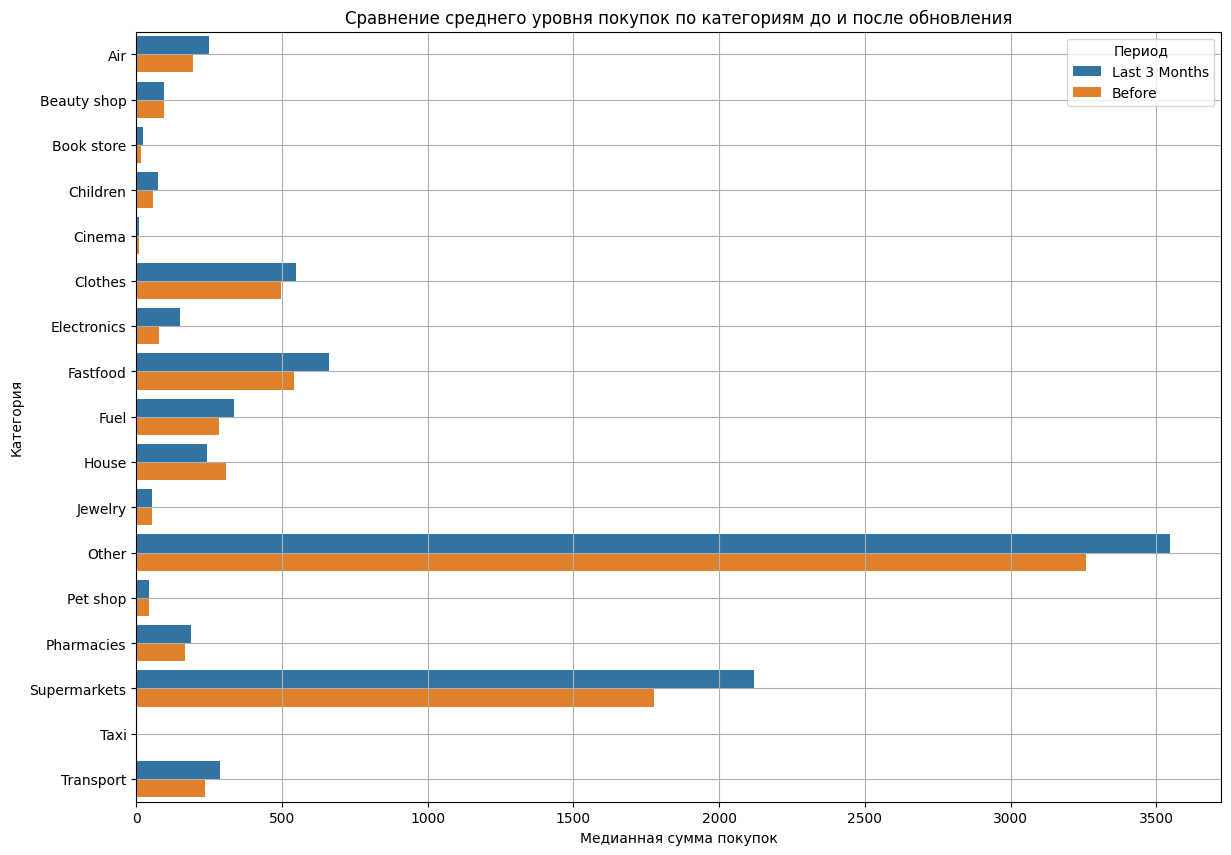 Сравнение среднего уровня покупок по категориям до и после обновления
Период
Last 3 Months
Before
Категория
Air
Beauty shop
Book store
Children
Cinema
Clothes
Electronics
Fastfood
Fuel
House
Jewelry
Other
Pet shop
Pharmacies
Supermarkets
Taxi
Transport
0 500 1000 1500 2000 2500 3000 3500
Медианная сумма покупок